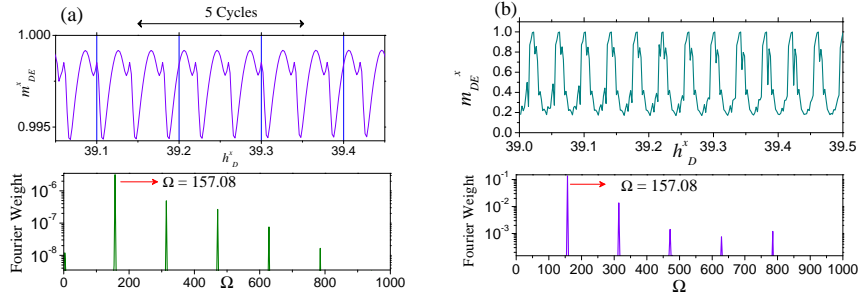 (a)
5 Cycles
1.000
0.995
m^x_DE
39.1 39.2 39.3 39.4
h^x_D
10^-6
10^-7
10^-8
Fourier Weight
Ω = 157.08
0 200 400 600 800 1000
Ω
(b)
1.0
0.8
0.6
0.4
0.2
0.0
m_DE^x
39.0 39.1 39.2 39.3 39.4 39.5
h^x_D
10^-1
10^-2
10^-3
Fourier Weight
Ω = 157.08
0 100 200 300 400 500 600 700 800 900 1000
Ω